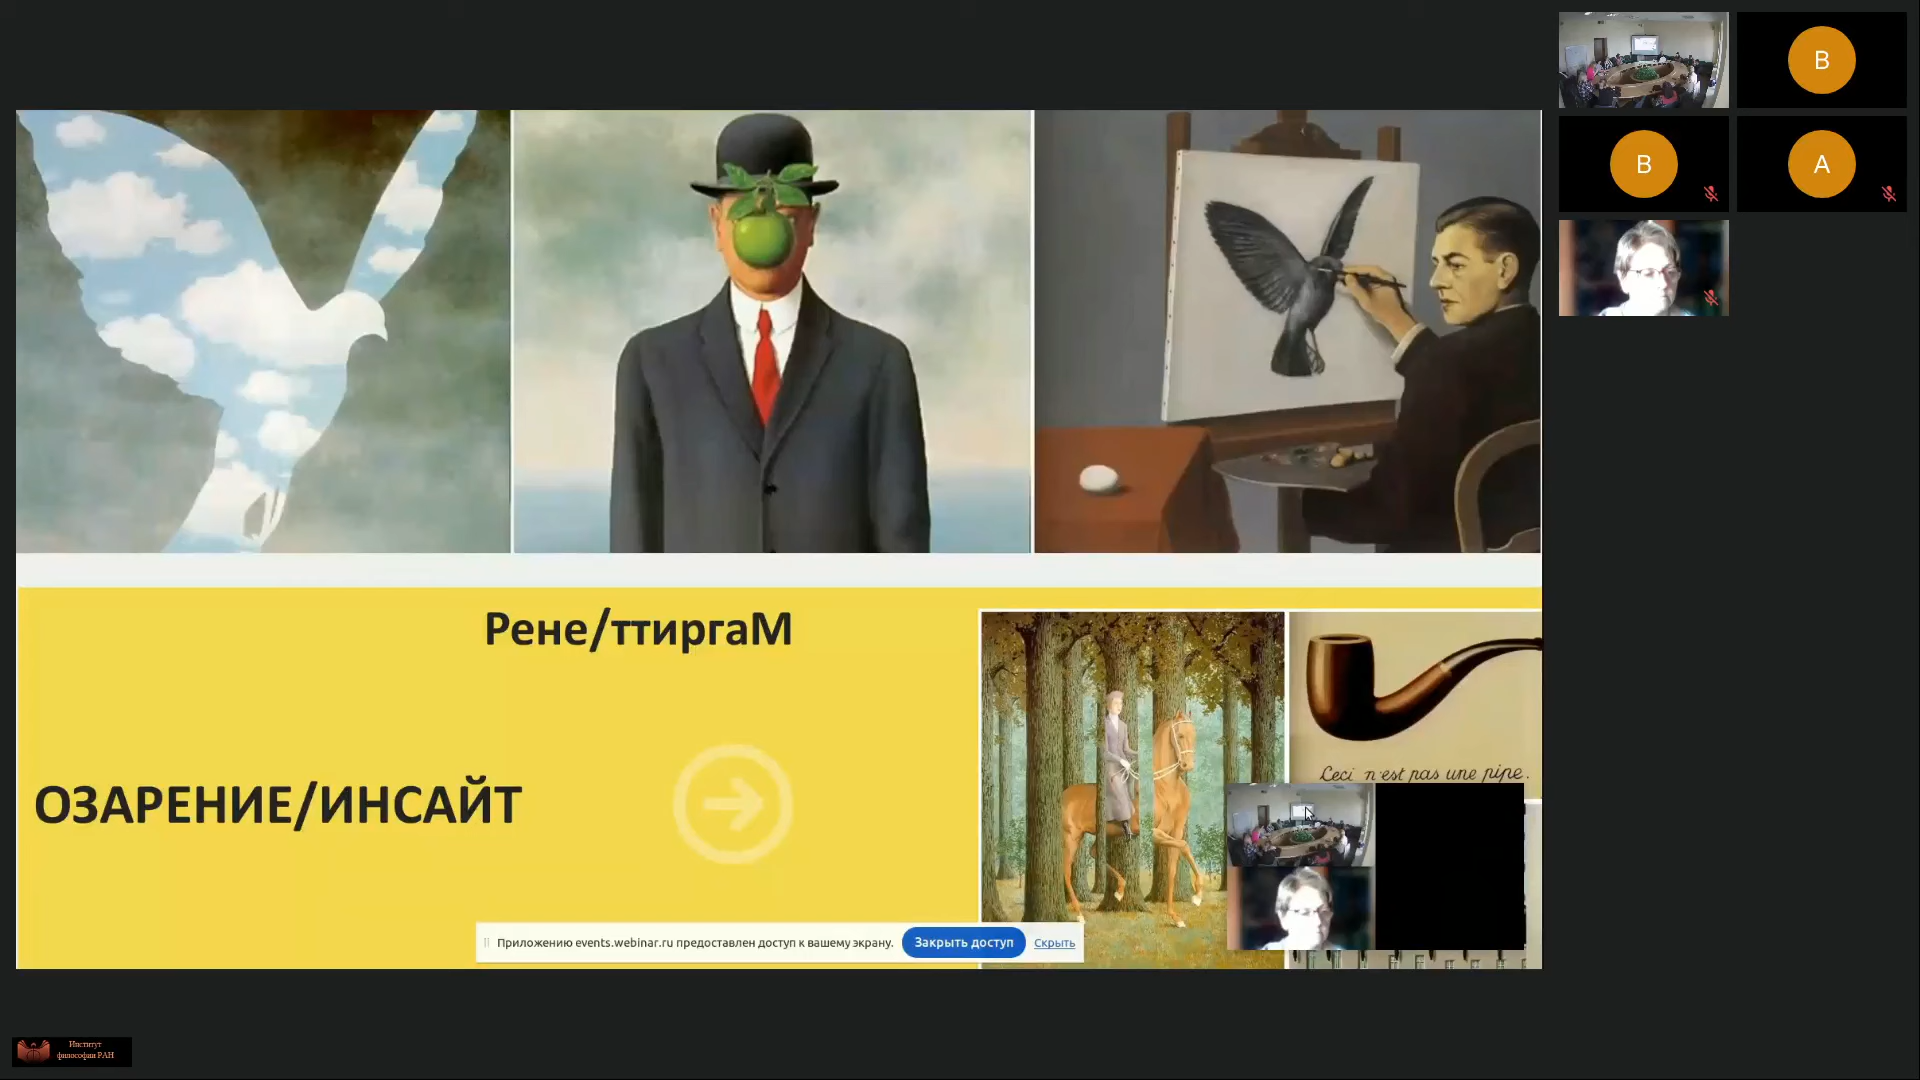 B
B
A
Рене/ттиргаМ
ОЗАРЕНИЕ/ИНСАЙТ
Ceci n'est pas une pipe.
Приложению events.webinar.ru предоставлен доступ к вашему экрану.
Закрыть доступ
Скрыть
Институт
философии РАН